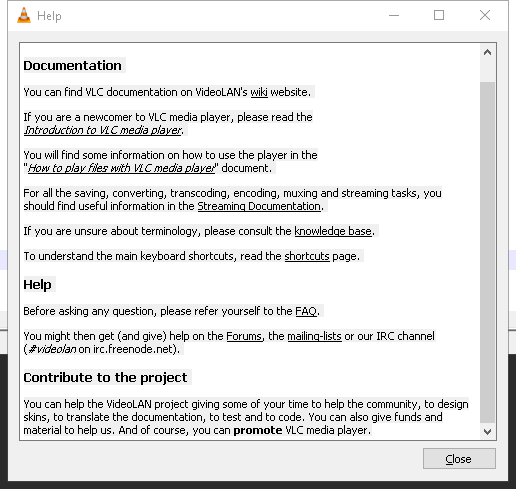 Help
Documentation
You can find VLC documentation on VideoLAN's wiki website.
If you are a newcomer to VLC media player, please read the
Introduction to VLC media player.
You will find some information on how to use the player in the
"How to play files with VLC media player" document.
For all the saving, converting, transcoding, encoding, muxing and streaming tasks, you
should find useful information in the Streaming Documentation.
If you are unsure about terminology, please consult the knowledge base.
To understand the main keyboard shortcuts, read the shortcuts page.
Help
Before asking any question, please refer yourself to the FAQ.
You might then get (and give) help on the Forums, the mailing-lists or our IRC channel
(#videolan on irc.freenode.net).
Contribute to the project
You can help the VideoLAN project giving some of your time to help the community, to design
skins, to translate the documentation, to test and to code. You can also give funds and
material to help us. And of course, you can promote VLC media player.
Close